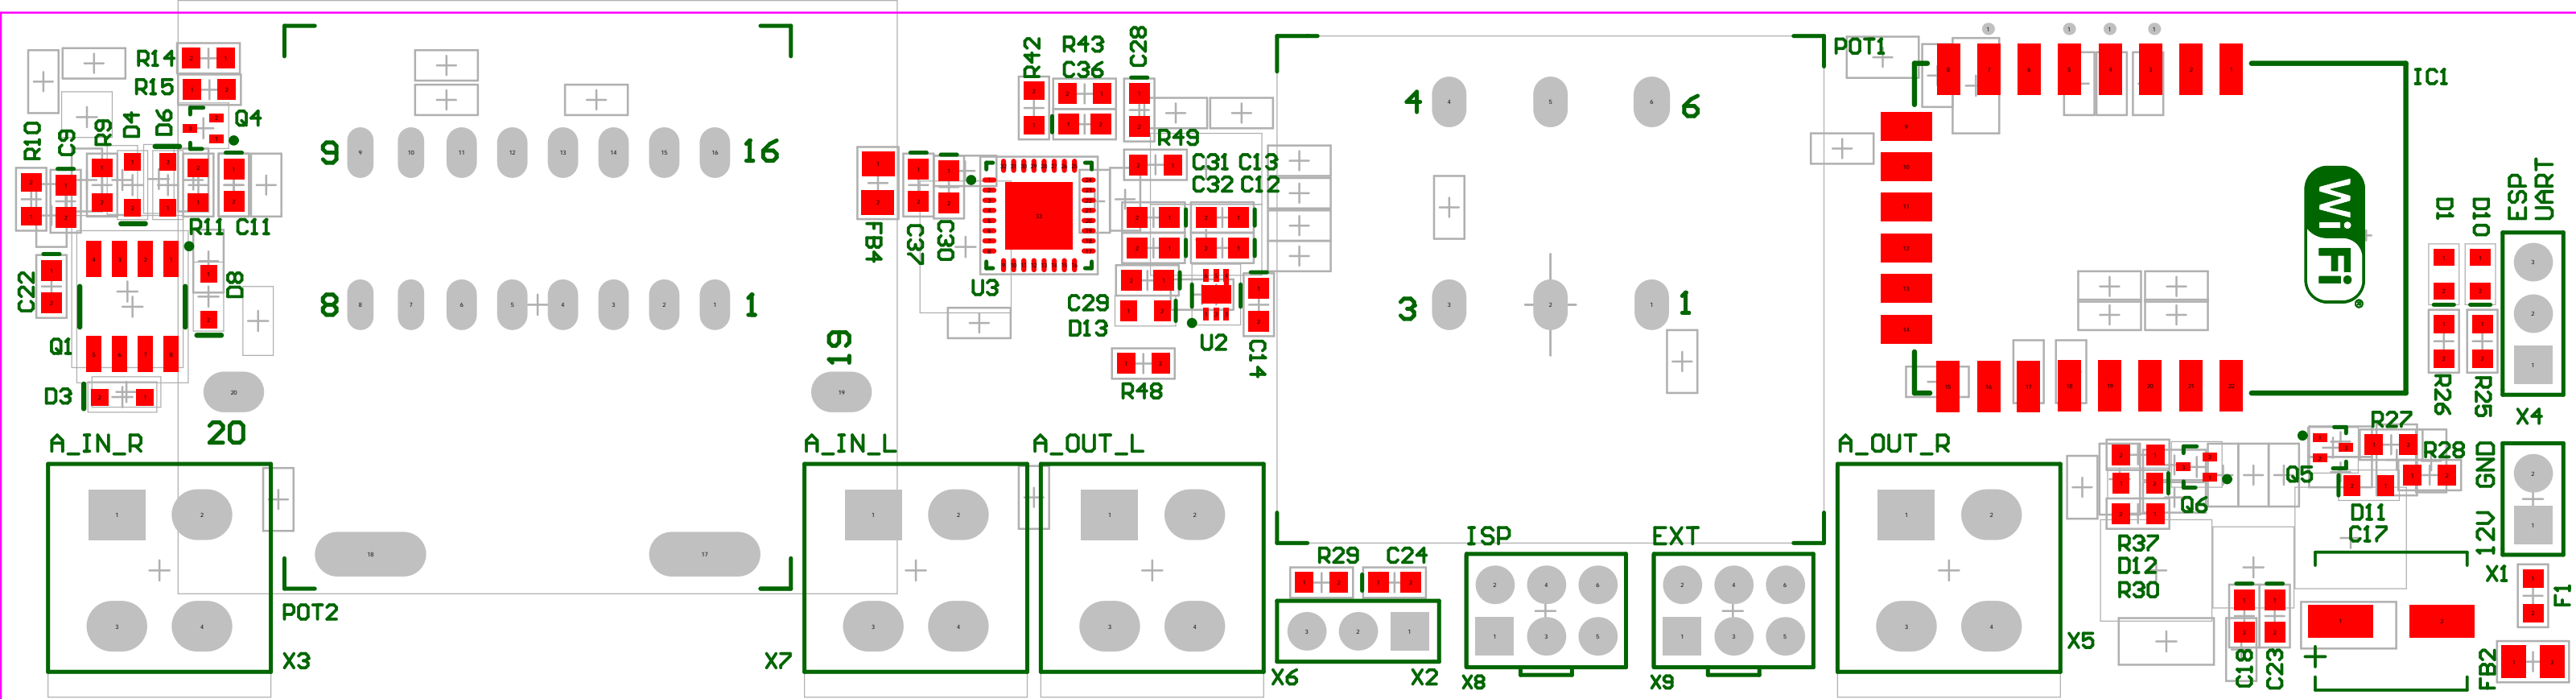 R14
R15
Q4
R10
C9
R9
D4
D6
R11
C11
C22
D8
Q1
D3
9
16
8
1
19
20
A_IN_R
X3
POT2
FB4
C37
C30
U3
R42
R43
C36
C28
R49
C31 C13
C32 C12
C29
D13
U2
C14
R48
A_IN_L
X7
A_OUT_L
4
6
3
1
POT1
IC1
WiFi
®
D1
D10
ESP
UART
R26
R25
X4
A_OUT_R
X5
R29
C24
X6
X2
ISP
X8
EXT
X9
Q6
R37
D12
R30
Q5
R27
R28
D11
C17
C18
C23
12V GND
X1
F1
FB2
+